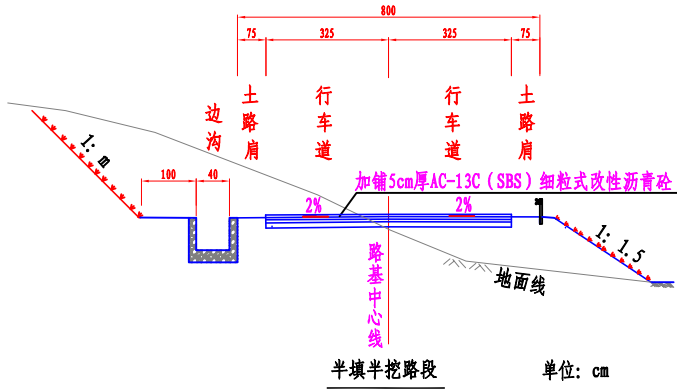 800
75 325 325 75
边沟 土路肩 行车道 行车道 土路肩
1: m
100 40
加铺5cm厚AC-13C（SBS）细粒式改性沥青砼
2% 2%
1: 1.5
路基中心线
地面线
半填半挖路段
单位: cm